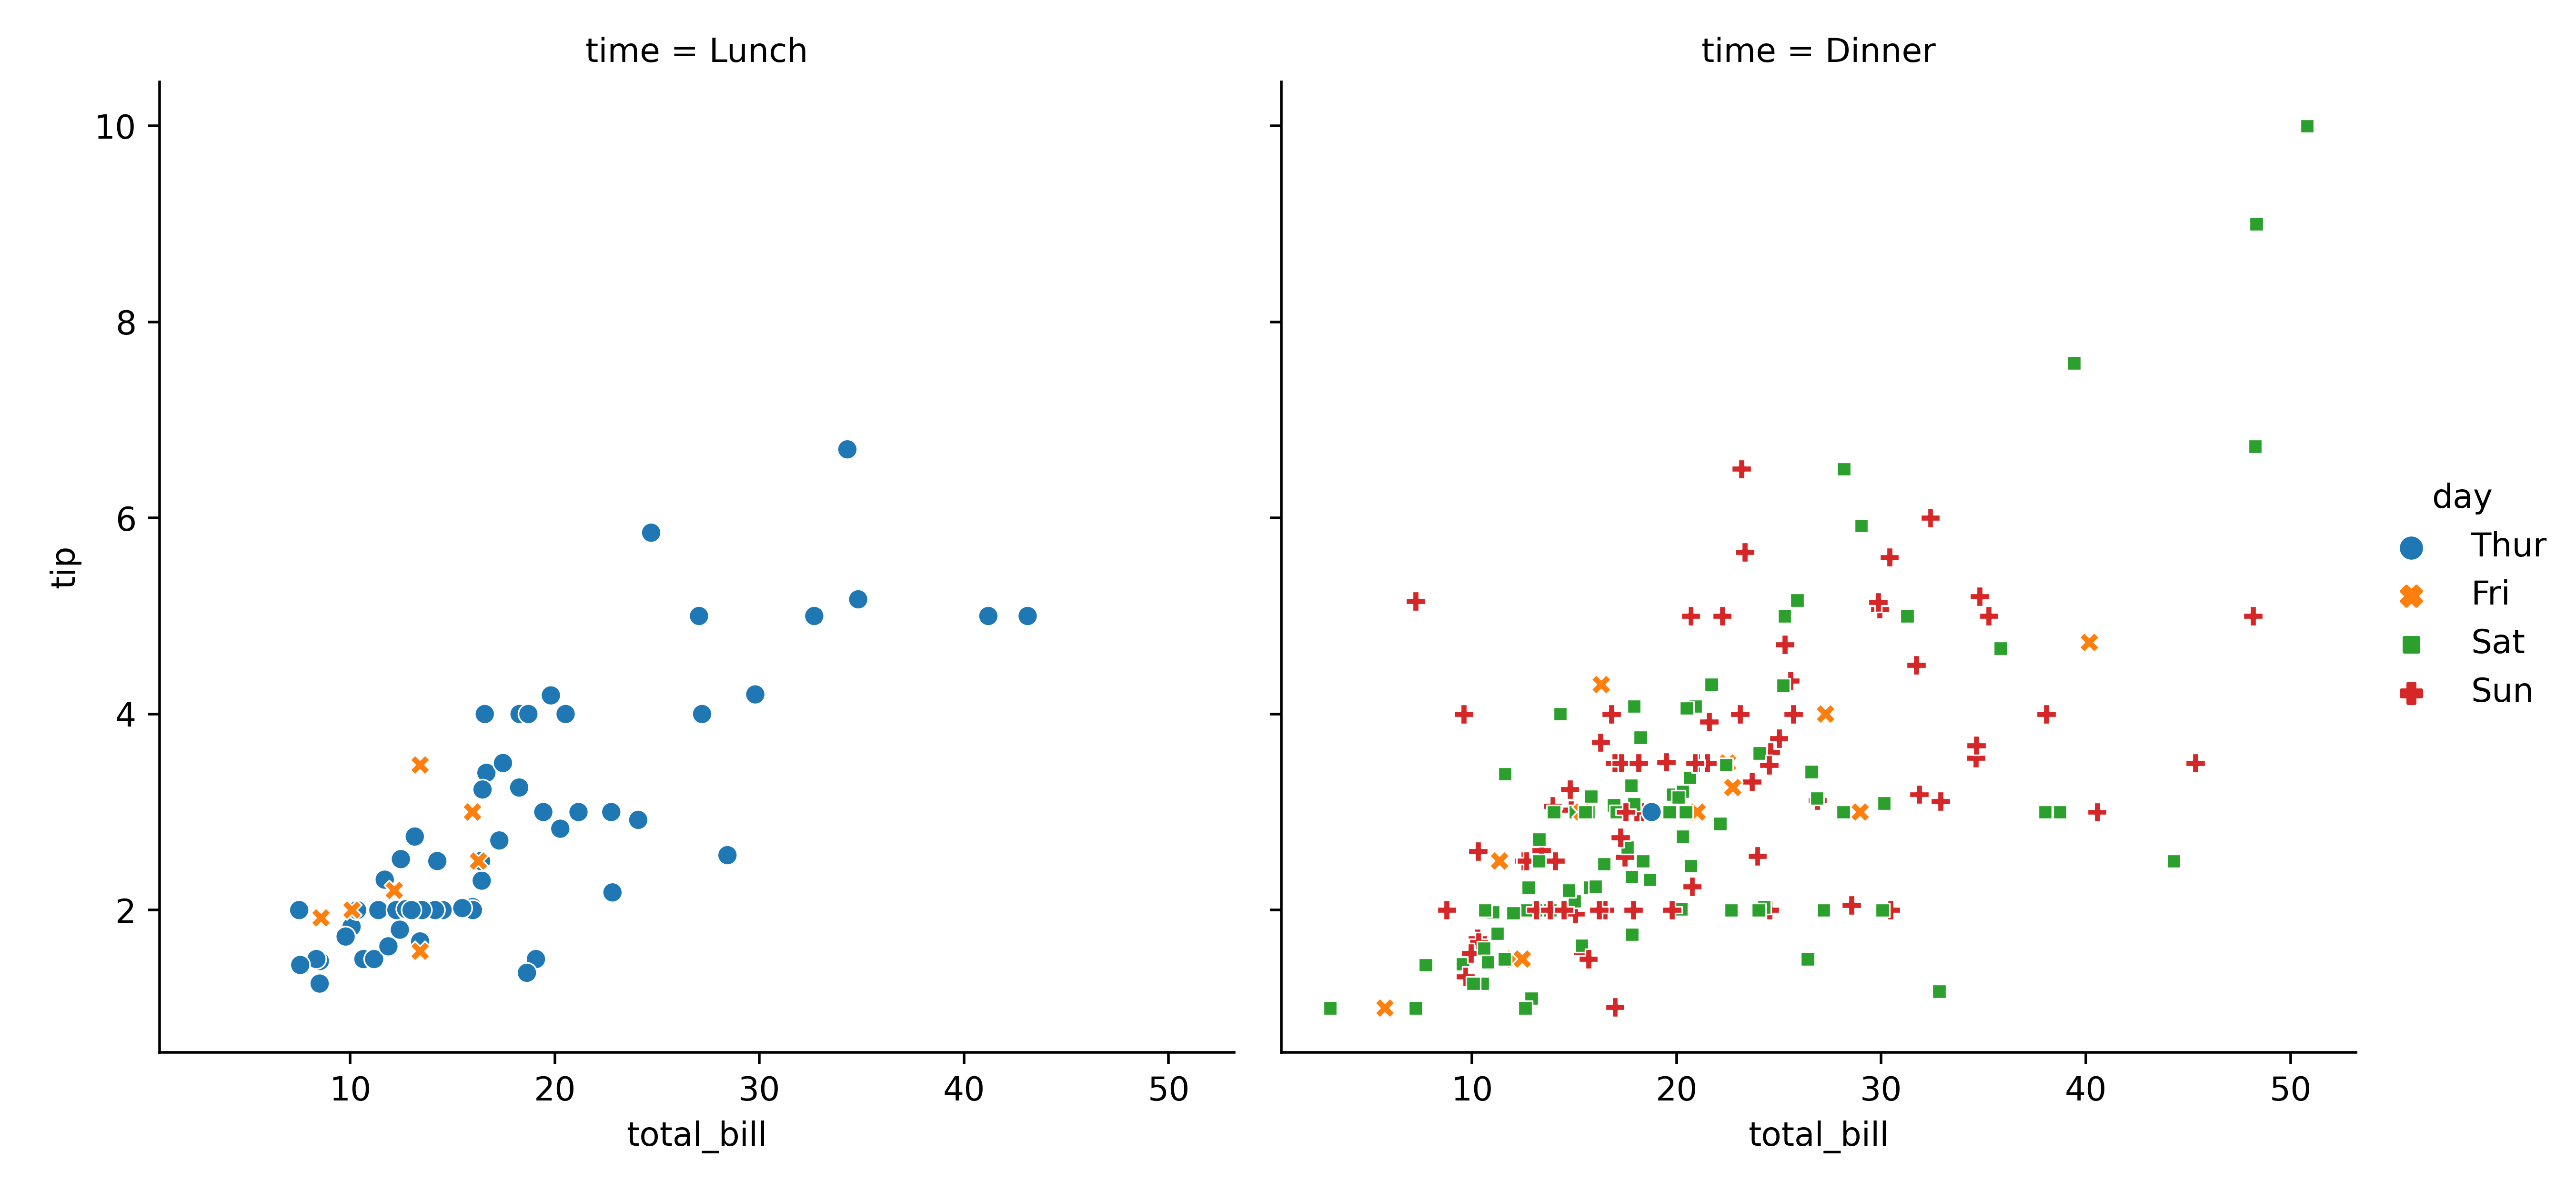 time = Lunch
time = Dinner
10
8
6
4
2
tip
10 20 30 40 50
total_bill
10 20 30 40 50
total_bill
day
Thur
Fri
Sat
Sun